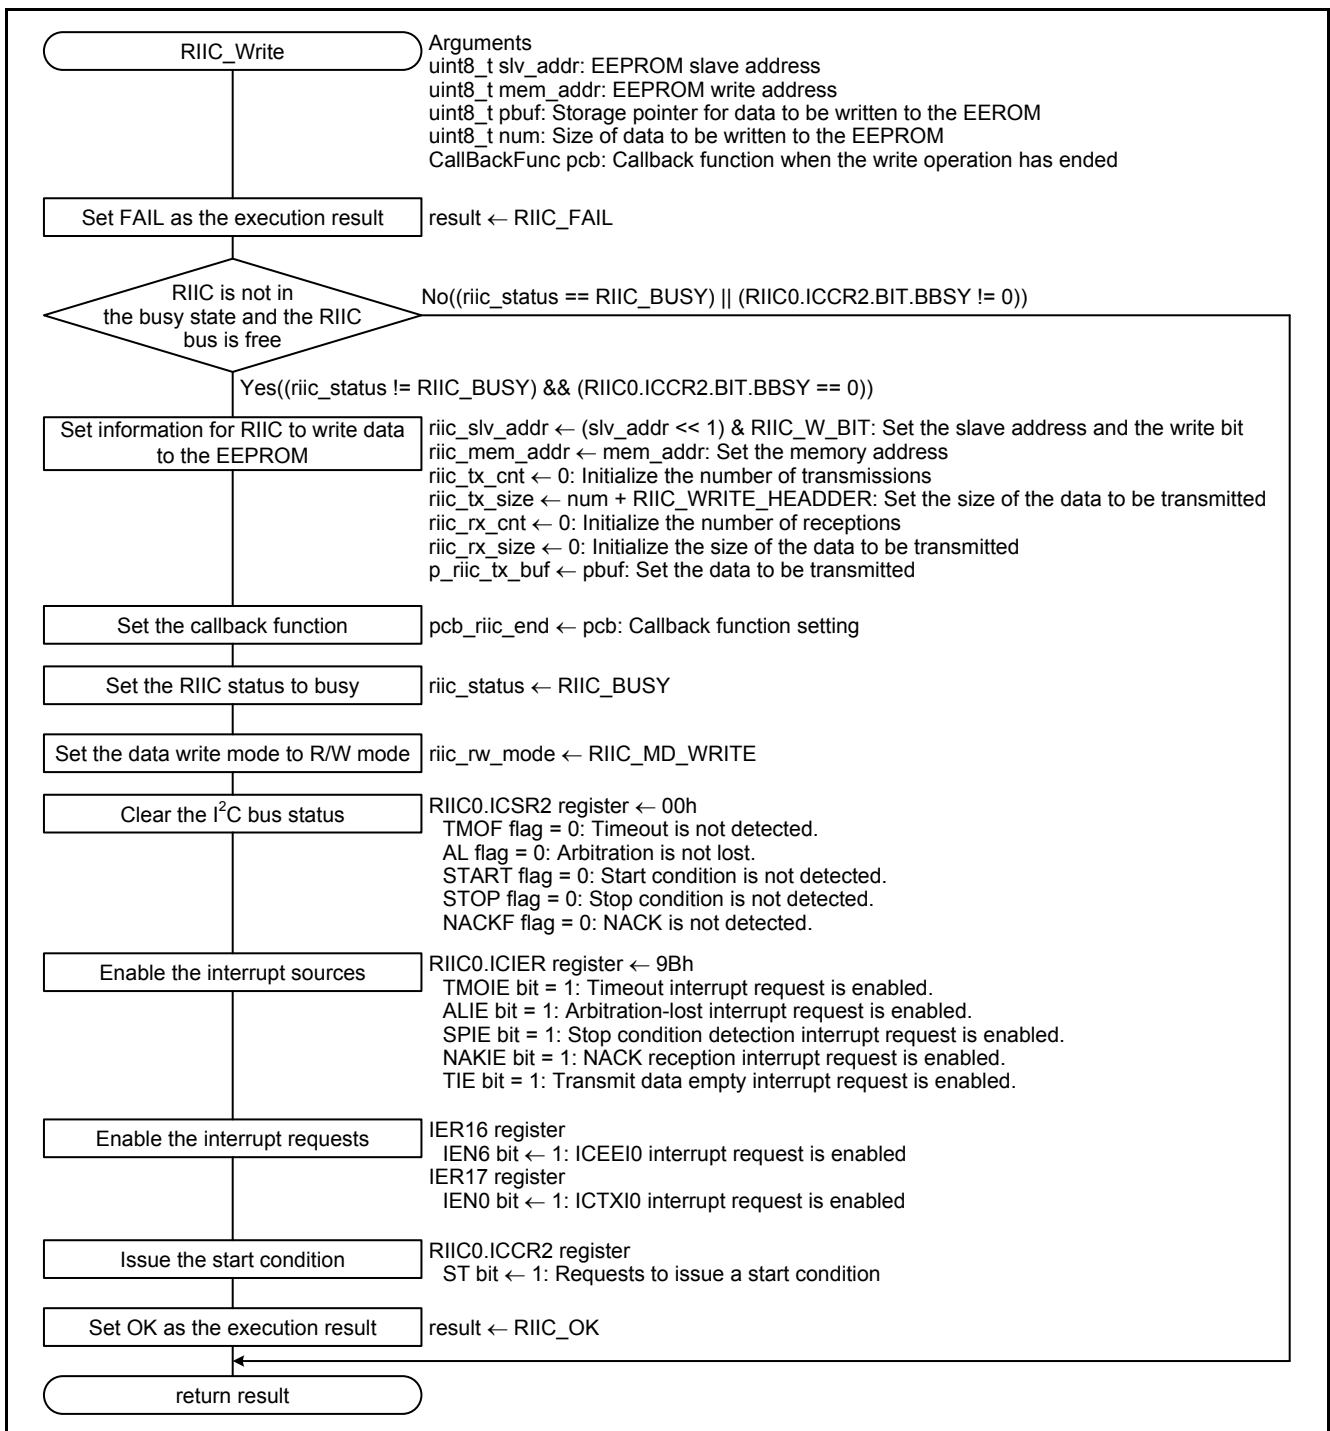 RIIC_Write
Arguments
uint8_t slv_addr: EEPROM slave address
uint8_t mem_addr: EEPROM write address
uint8_t pbuf: Storage pointer for data to be written to the EEROM
uint8_t num: Size of data to be written to the EEPROM
CallBackFunc pcb: Callback function when the write operation has ended
Set FAIL as the execution result
result ← RIIC_FAIL
RIIC is not in
the busy state and the RIIC
bus is free
No((riic_status == RIIC_BUSY) || (RIIC0.ICCR2.BIT.BBSY != 0))
Yes((riic_status != RIIC_BUSY) && (RIIC0.ICCR2.BIT.BBSY == 0))
Set information for RIIC to write data
to the EEPROM
riic_slv_addr ← (slv_addr << 1) & RIIC_W_BIT: Set the slave address and the write bit
riic_mem_addr ← mem_addr: Set the memory address
riic_tx_cnt ← 0: Initialize the number of transmissions
riic_tx_size ← num + RIIC_WRITE_HEADDER: Set the size of the data to be transmitted
riic_rx_cnt ← 0: Initialize the number of receptions
riic_rx_size ← 0: Initialize the size of the data to be transmitted
p_riic_tx_buf ← pbuf: Set the data to be transmitted
Set the callback function
pcb_riic_end ← pcb: Callback function setting
Set the RIIC status to busy
riic_status ← RIIC_BUSY
Set the data write mode to R/W mode
riic_rw_mode ← RIIC_MD_WRITE
Clear the I²C bus status
RIIC0.ICSR2 register ← 00h
TMOF flag = 0: Timeout is not detected.
AL flag = 0: Arbitration is not lost.
START flag = 0: Start condition is not detected.
STOP flag = 0: Stop condition is not detected.
NACKF flag = 0: NACK is not detected.
Enable the interrupt sources
RIIC0.ICIER register ← 9Bh
TMOIE bit = 1: Timeout interrupt request is enabled.
ALIE bit = 1: Arbitration-lost interrupt request is enabled.
SPIE bit = 1: Stop condition detection interrupt request is enabled.
NAKIE bit = 1: NACK reception interrupt request is enabled.
TIE bit = 1: Transmit data empty interrupt request is enabled.
Enable the interrupt requests
IER16 register
IEN6 bit ← 1: ICEEI0 interrupt request is enabled
IER17 register
IEN0 bit ← 1: ICTXI0 interrupt request is enabled
Issue the start condition
RIIC0.ICCR2 register
ST bit ← 1: Requests to issue a start condition
Set OK as the execution result
result ← RIIC_OK
return result